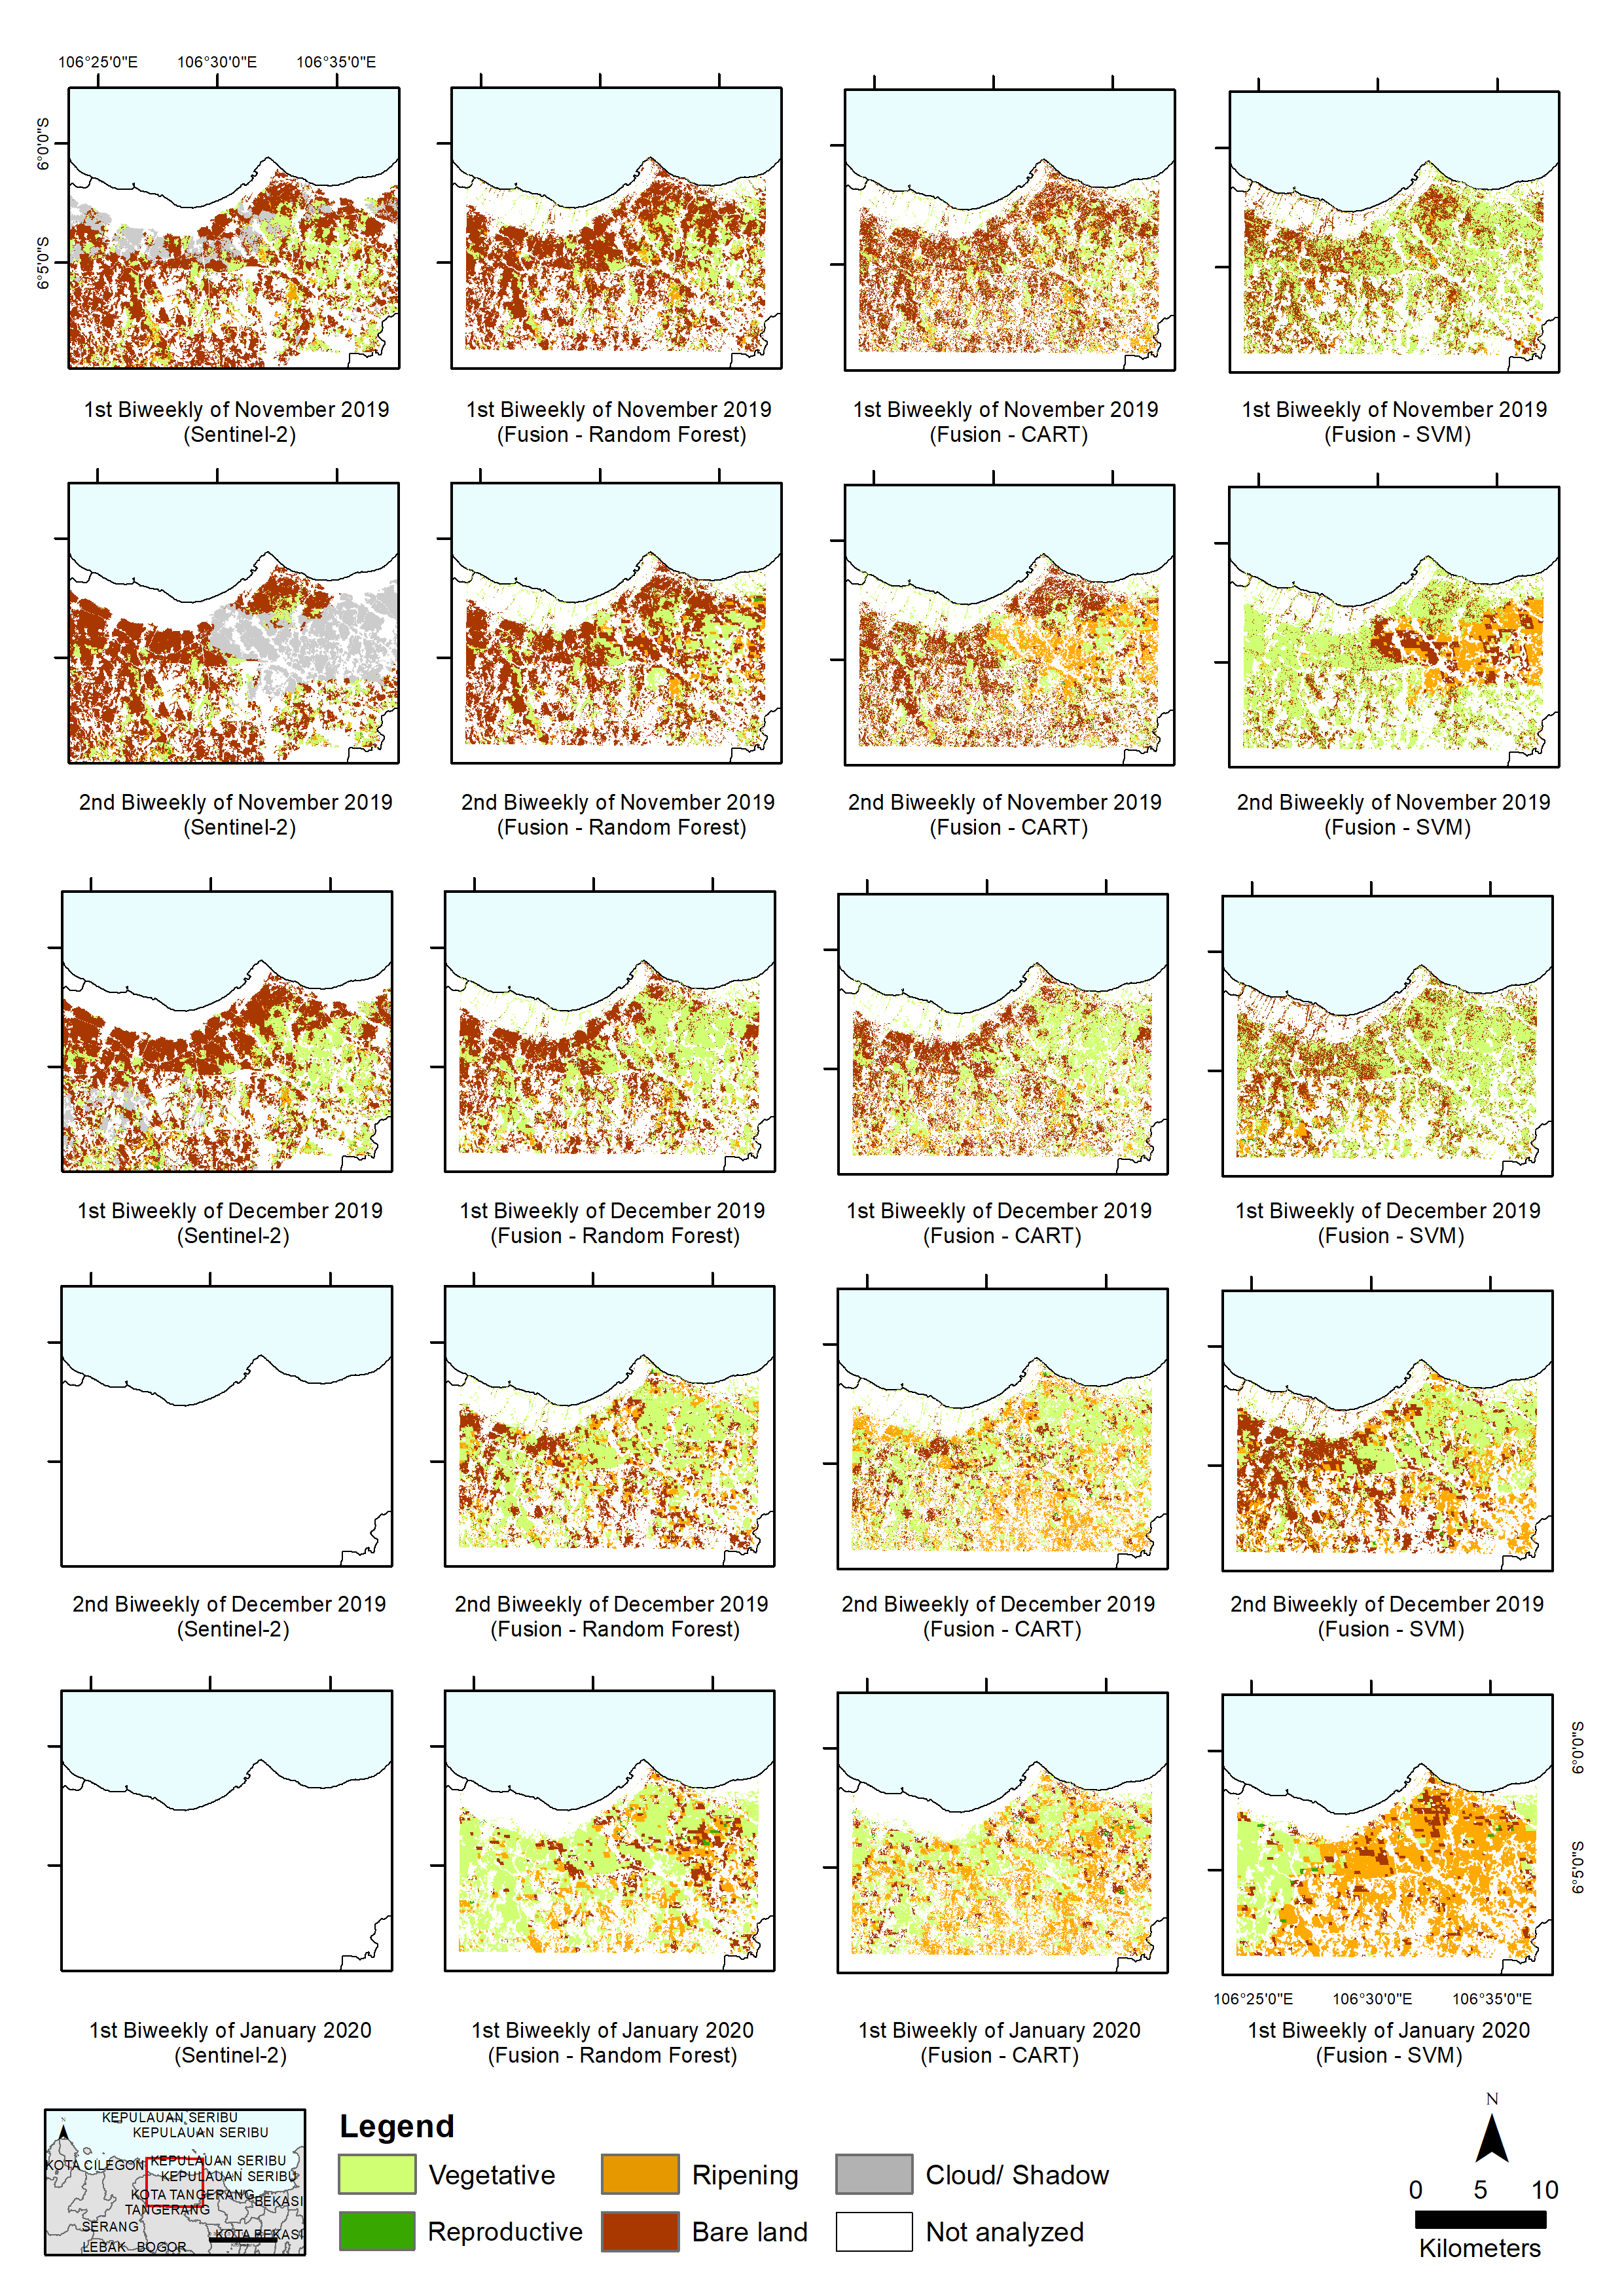 106°25'0"E 106°30'0"E 106°35'0"E
6°0'0"S
6°5'0"S
1st Biweekly of November 2019
(Sentinel-2)
1st Biweekly of November 2019
(Fusion - Random Forest)
1st Biweekly of November 2019
(Fusion - CART)
1st Biweekly of November 2019
(Fusion - SVM)
2nd Biweekly of November 2019
(Sentinel-2)
2nd Biweekly of November 2019
(Fusion - Random Forest)
2nd Biweekly of November 2019
(Fusion - CART)
2nd Biweekly of November 2019
(Fusion - SVM)
1st Biweekly of December 2019
(Sentinel-2)
1st Biweekly of December 2019
(Fusion - Random Forest)
1st Biweekly of December 2019
(Fusion - CART)
1st Biweekly of December 2019
(Fusion - SVM)
2nd Biweekly of December 2019
(Sentinel-2)
2nd Biweekly of December 2019
(Fusion - Random Forest)
2nd Biweekly of December 2019
(Fusion - CART)
2nd Biweekly of December 2019
(Fusion - SVM)
6°0'0"S
6°5'0"S
106°25'0"E 106°30'0"E 106°35'0"E
1st Biweekly of January 2020
(Sentinel-2)
1st Biweekly of January 2020
(Fusion - Random Forest)
1st Biweekly of January 2020
(Fusion - CART)
1st Biweekly of January 2020
(Fusion - SVM)
N
KEPULAUAN SERIBU
KEPULAUAN SERIBU
KEPULAUAN SERIBU
KOTA CILEGON
KEPULAUAN SERIBU
KOTA TANGERANG
BEKASI
TANGERANG
SERANG
KOTA BEKASI
LEBAK BOGOR
Legend
Vegetative
Ripening
Cloud/ Shadow
Reproductive
Bare land
Not analyzed
N
0 5 10
Kilometers